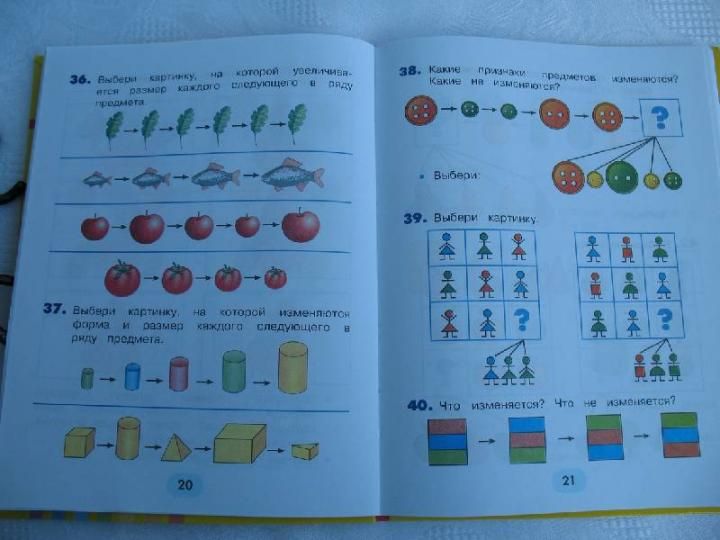 36. Выбери картинку, на которой увеличива-
ется размер каждого следующего в ряду
предмета.
37. Выбери картинку, на которой изменяются
форма и размер каждого следующего в
ряду предмета.
20
38. Какие признаки предметов изменяются?
Какие не изменяются?
?
• Выбери:
39. Выбери картинку.
?
?
40. Что изменяется? Что не изменяется?
21